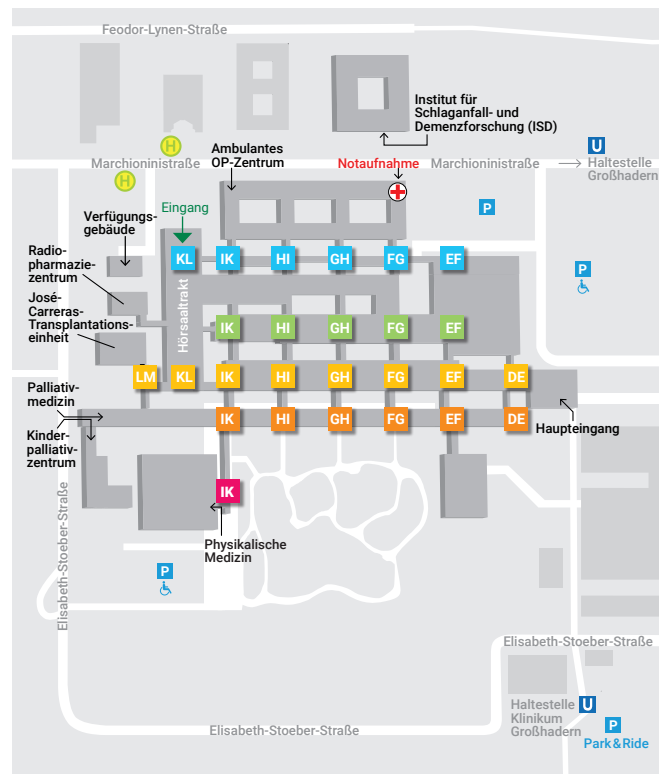 Feodor-Lynen-Straße
Institut für
Schlaganfall- und
Demenzforschung (ISD)
H
Ambulantes
OP-Zentrum
U
Marchioninistraße
Notaufnahme
Marchioninistraße
Haltestelle
Großhadern
H
Verfügungs-
gebäude
Eingang
P
Radio-
pharmazie-
zentrum
KL IK HI GH FG EF
P
José-
Carreras-
Transplantations-
einheit
Hörsaaltrakt
IK HI GH FG EF
LM KL IK HI GH FG EF DE
Palliativ-
medizin
IK HI GH FG EF DE
Haupteingang
Kinder-
palliativ-
zentrum
IK
Elisabeth-Stoeber-Straße
Physikalische
Medizin
P
Elisabeth-Stoeber-Straße
Haltestelle
Klinikum
Großhadern
U
P
Park & Ride
Elisabeth-Stoeber-Straße